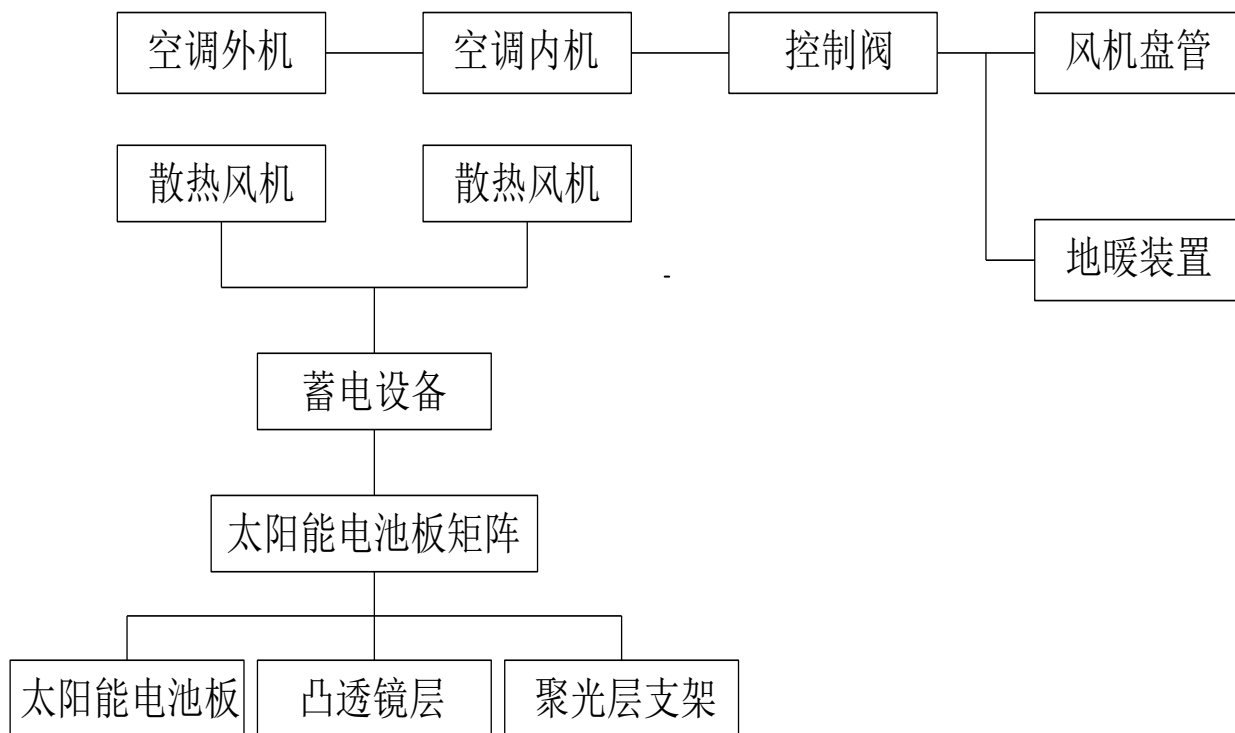 空调外机
空调内机
控制阀
风机盘管
散热风机
散热风机
地暖装置
-
蓄电设备
太阳能电池板矩阵
太阳能电池板
凸透镜层
聚光层支架